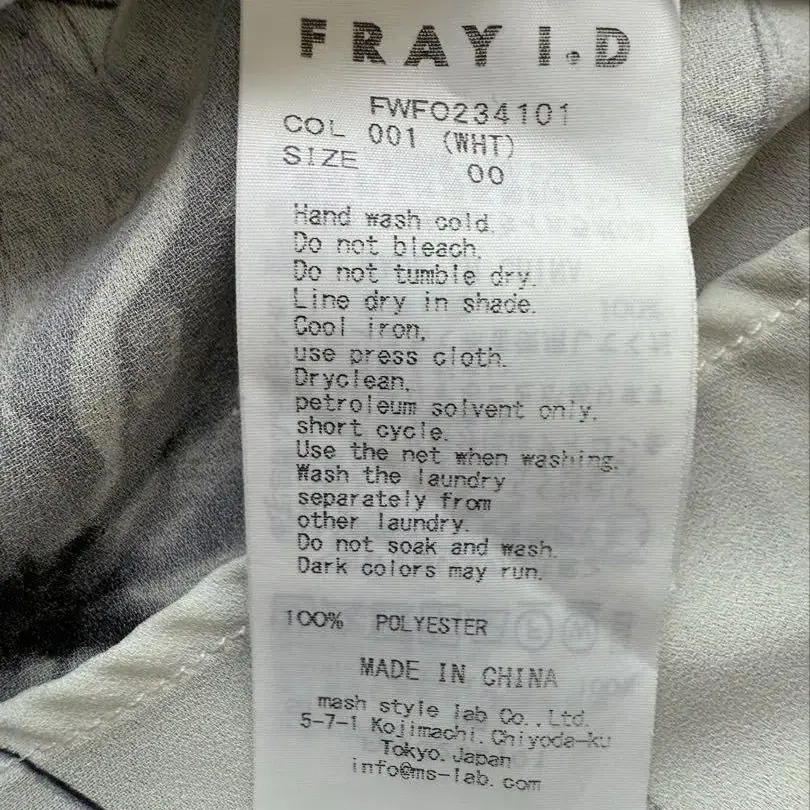 FRAY I.D
FWFO234101
COL 001 (WHT)
SIZE 00
Hand wash cold.
Do not bleach.
Do not tumble dry.
Line dry in shade.
Cool iron,
use press cloth.
Dryclean,
petroleum solvent only,
short cycle.
Use the net when washing.
Wash the laundry
separately from
other laundry.
Do not soak and wash.
Dark colors may run.
100% POLYESTER
MADE IN CHINA
mash style lab Co.,Ltd.
5-7-1 Kojimachi.Chiyoda-ku
Tokyo.Japan
info@ms-lab.com